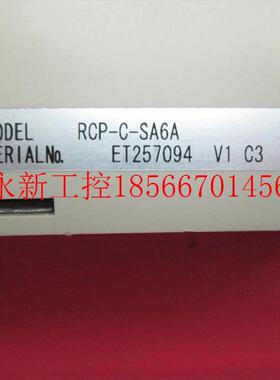 ODEL RCP-C-SA6A
ERIALNo. ET257094 V1 C3
永新工控18566701456